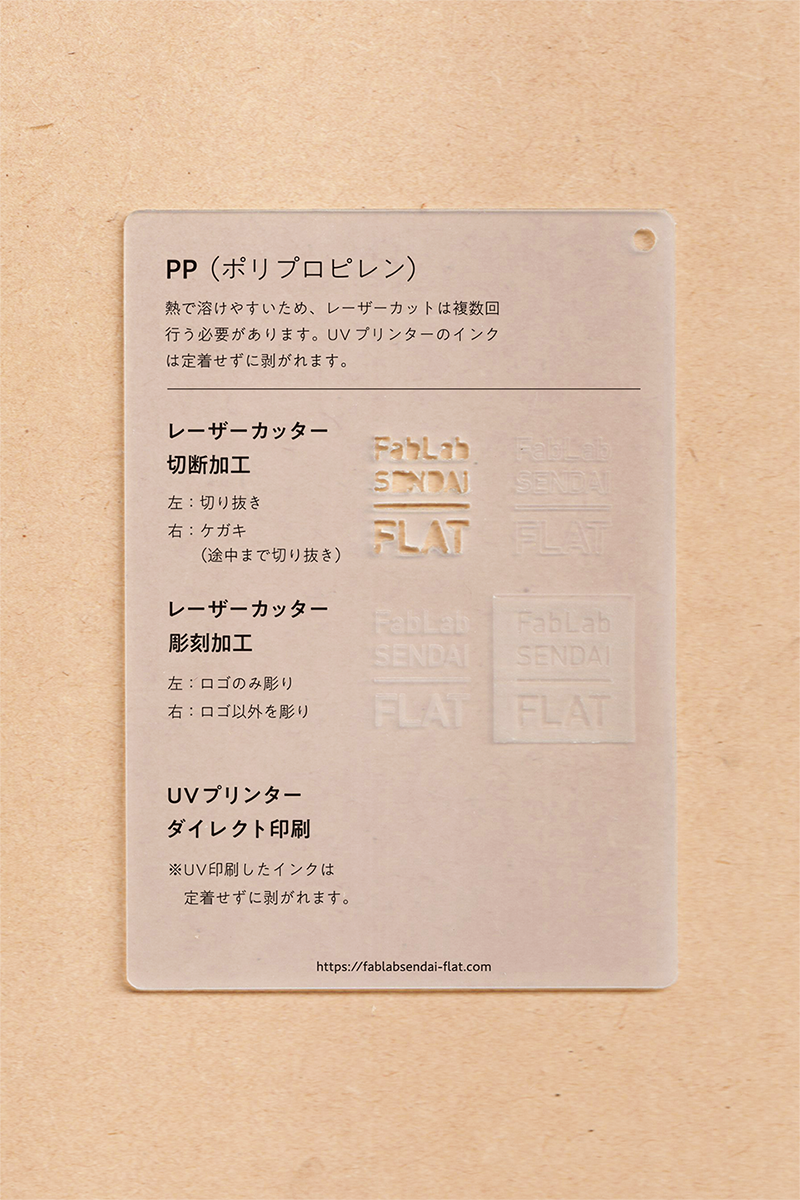 PP（ポリプロピレン）
熱で溶けやすいため、レーザーカットは複数回
行う必要があります。UVプリンターのインク
は定着せずに剥がれます。
レーザーカッター
切断加工
左：切り抜き
右：ケガキ
（途中まで切り抜き）
FabLab
SENDAI
FLAT
FabLab
SENDAI
FLAT
レーザーカッター
彫刻加工
左：ロゴのみ彫り
右：ロゴ以外を彫り
FabLab
SENDAI
FLAT
FabLab
SENDAI
FLAT
UVプリンター
ダイレクト印刷
※UV印刷したインクは
定着せずに剥がれます。
https://fablabsendai-flat.com